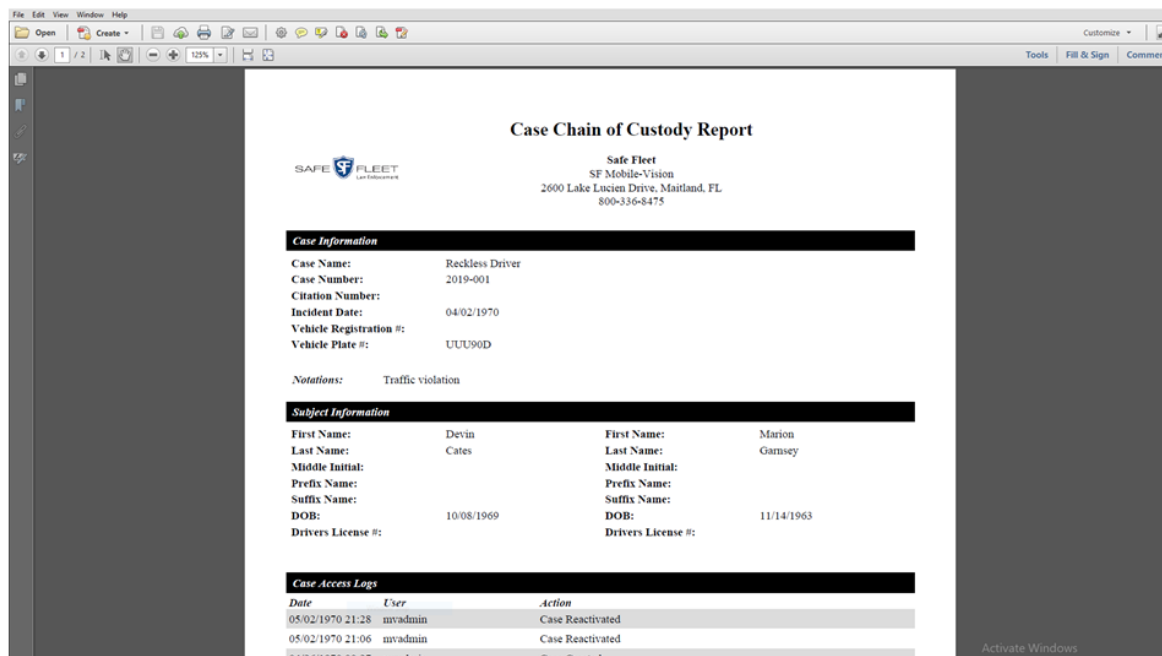 File Edit View Window Help
Open Create Customize
1 / 2 125% Tools Fill & Sign Commen
Case Chain of Custody Report
SAFE SF FLEET
Law Enforcement
Safe Fleet
SF Mobile-Vision
2600 Lake Lucien Drive, Maitland, FL
800-336-8475
Case Information
Case Name: Reckless Driver
Case Number: 2019-001
Citation Number:
Incident Date: 04/02/1970
Vehicle Registration #:
Vehicle Plate #: UUU90D
Notations: Traffic violation
Subject Information
First Name: Devin First Name: Marion
Last Name: Cates Last Name: Garnsey
Middle Initial: Middle Initial:
Prefix Name: Prefix Name:
Suffix Name: Suffix Name:
DOB: 10/08/1969 DOB: 11/14/1963
Drivers License #: Drivers License #:
Case Access Logs
Date User Action
05/02/1970 21:28 mvadmin Case Reactivated
05/02/1970 21:06 mvadmin Case Reactivated
Activate Windows